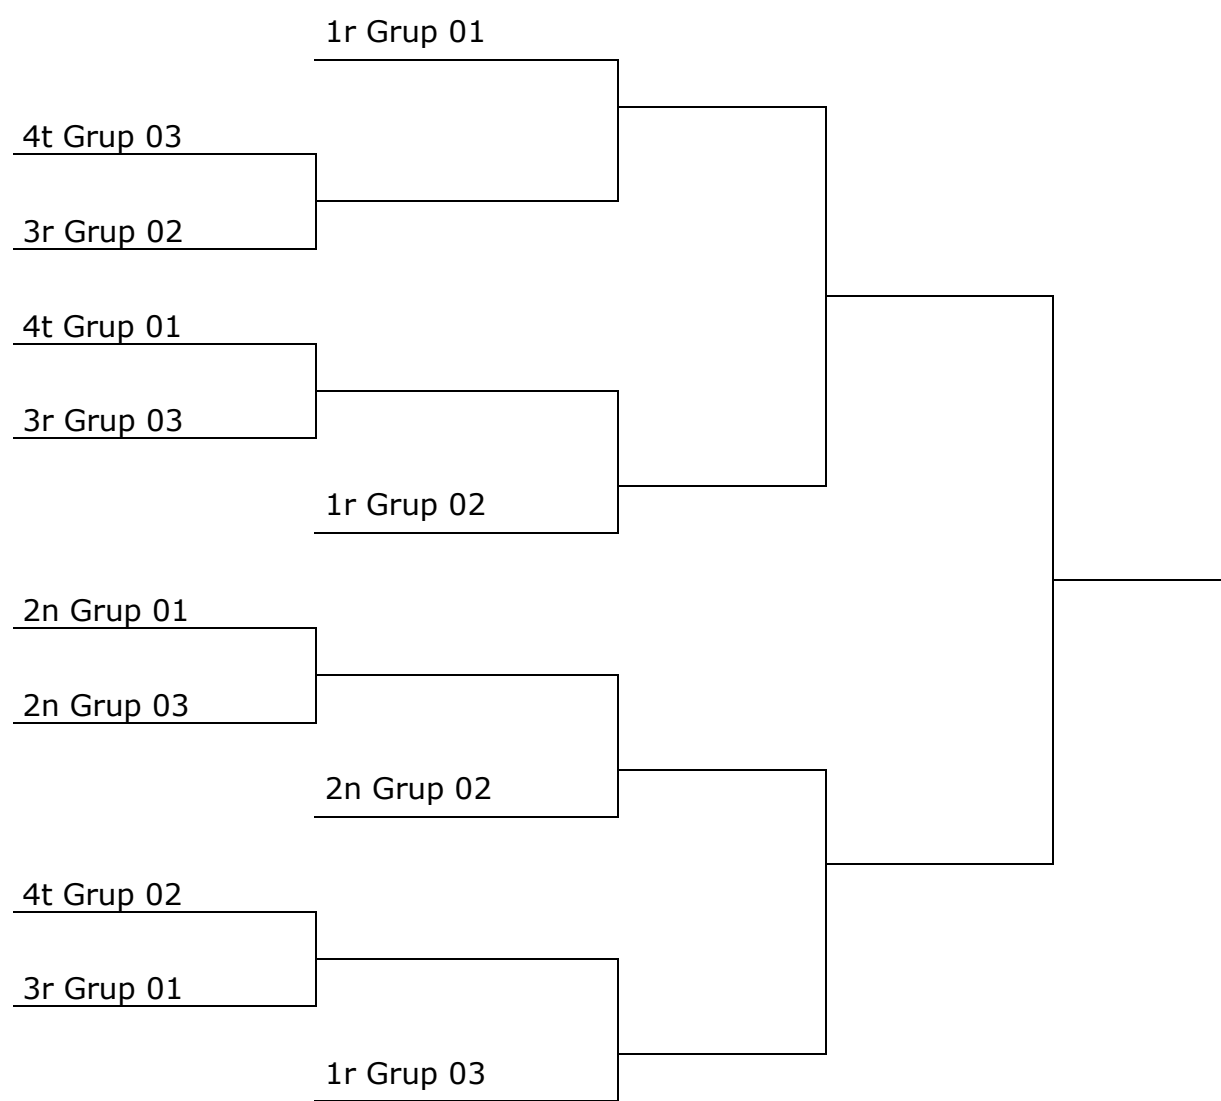 1r Grup 01
4t Grup 03
3r Grup 02
4t Grup 01
3r Grup 03
1r Grup 02
2n Grup 01
2n Grup 03
2n Grup 02
4t Grup 02
3r Grup 01
1r Grup 03